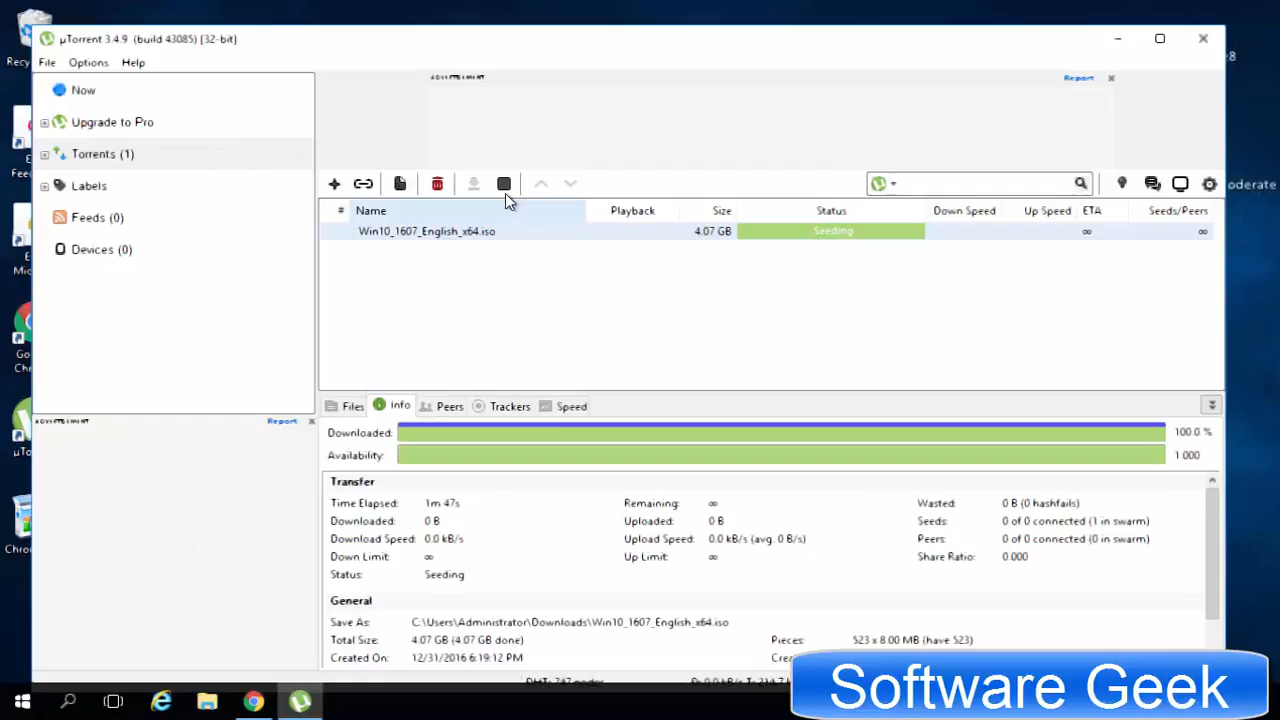 µTorrent 3.4.9 (build 43085) [32-bit]
File Options Help
Report
Now
Upgrade to Pro
Torrents (1)
Labels
Feeds (0)
Devices (0)
oderate
# Name Playback Size Status Down Speed Up Speed ETA Seeds/Peers
Win10_1607_English_x64.iso 4.07 GB Seeding ∞ ∞
Files Info Peers Trackers Speed
ADVERTISEMENT Report
Downloaded: 100.0 %
Availability: 1.000
Transfer
Time Elapsed: 1m 47s Remaining: ∞ Wasted: 0 B (0 hashfails)
Downloaded: 0 B Uploaded: 0 B Seeds: 0 of 0 connected (1 in swarm)
Download Speed: 0.0 kB/s Upload Speed: 0.0 kB/s (avg. 0 B/s) Peers: 0 of 0 connected (0 in swarm)
Down Limit: ∞ Up Limit: ∞ Share Ratio: 0.000
Status: Seeding
General
Save As: C:\Users\Administrator\Downloads\Win10_1607_English_x64.iso
Total Size: 4.07 GB (4.07 GB done) Pieces: 523 x 8.00 MB (have 523)
Created On: 12/31/2016 6:19:12 PM
Software Geek